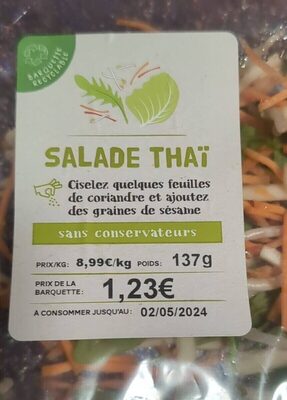 BARQUETTE
RECYCLABLE
SALADE THAÏ
Ciselez quelques feuilles
de coriandre et ajoutez
des graines de sésame
sans conservateurs
PRIX/KG: 8,99€/kg POIDS: 137g
PRIX DE LA
BARQUETTE: 1,23€
A CONSOMMER JUSQU'AU: 02/05/2024